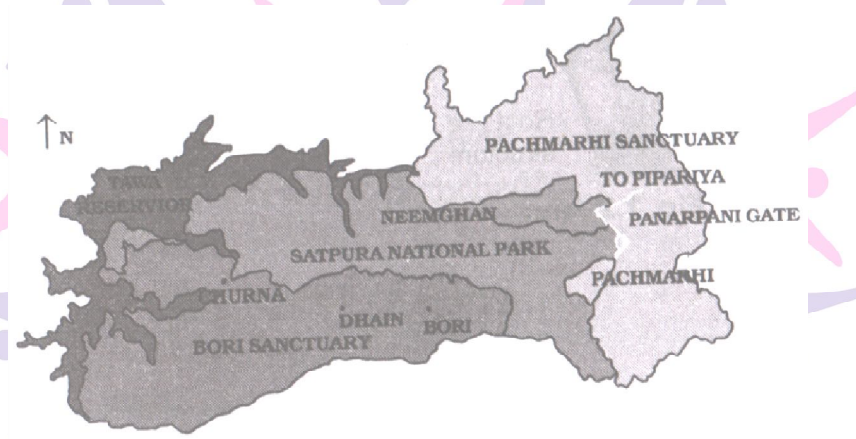 N
PACHMARHI SANCTUARY
TO PIPARIYA
TAWA
RESERVIOR
NEEMGHAN
PANARPANI GATE
SATPURA NATIONAL PARK
PACHMARHI
CHURNA
DHAIN
BORI
BORI SANCTUARY